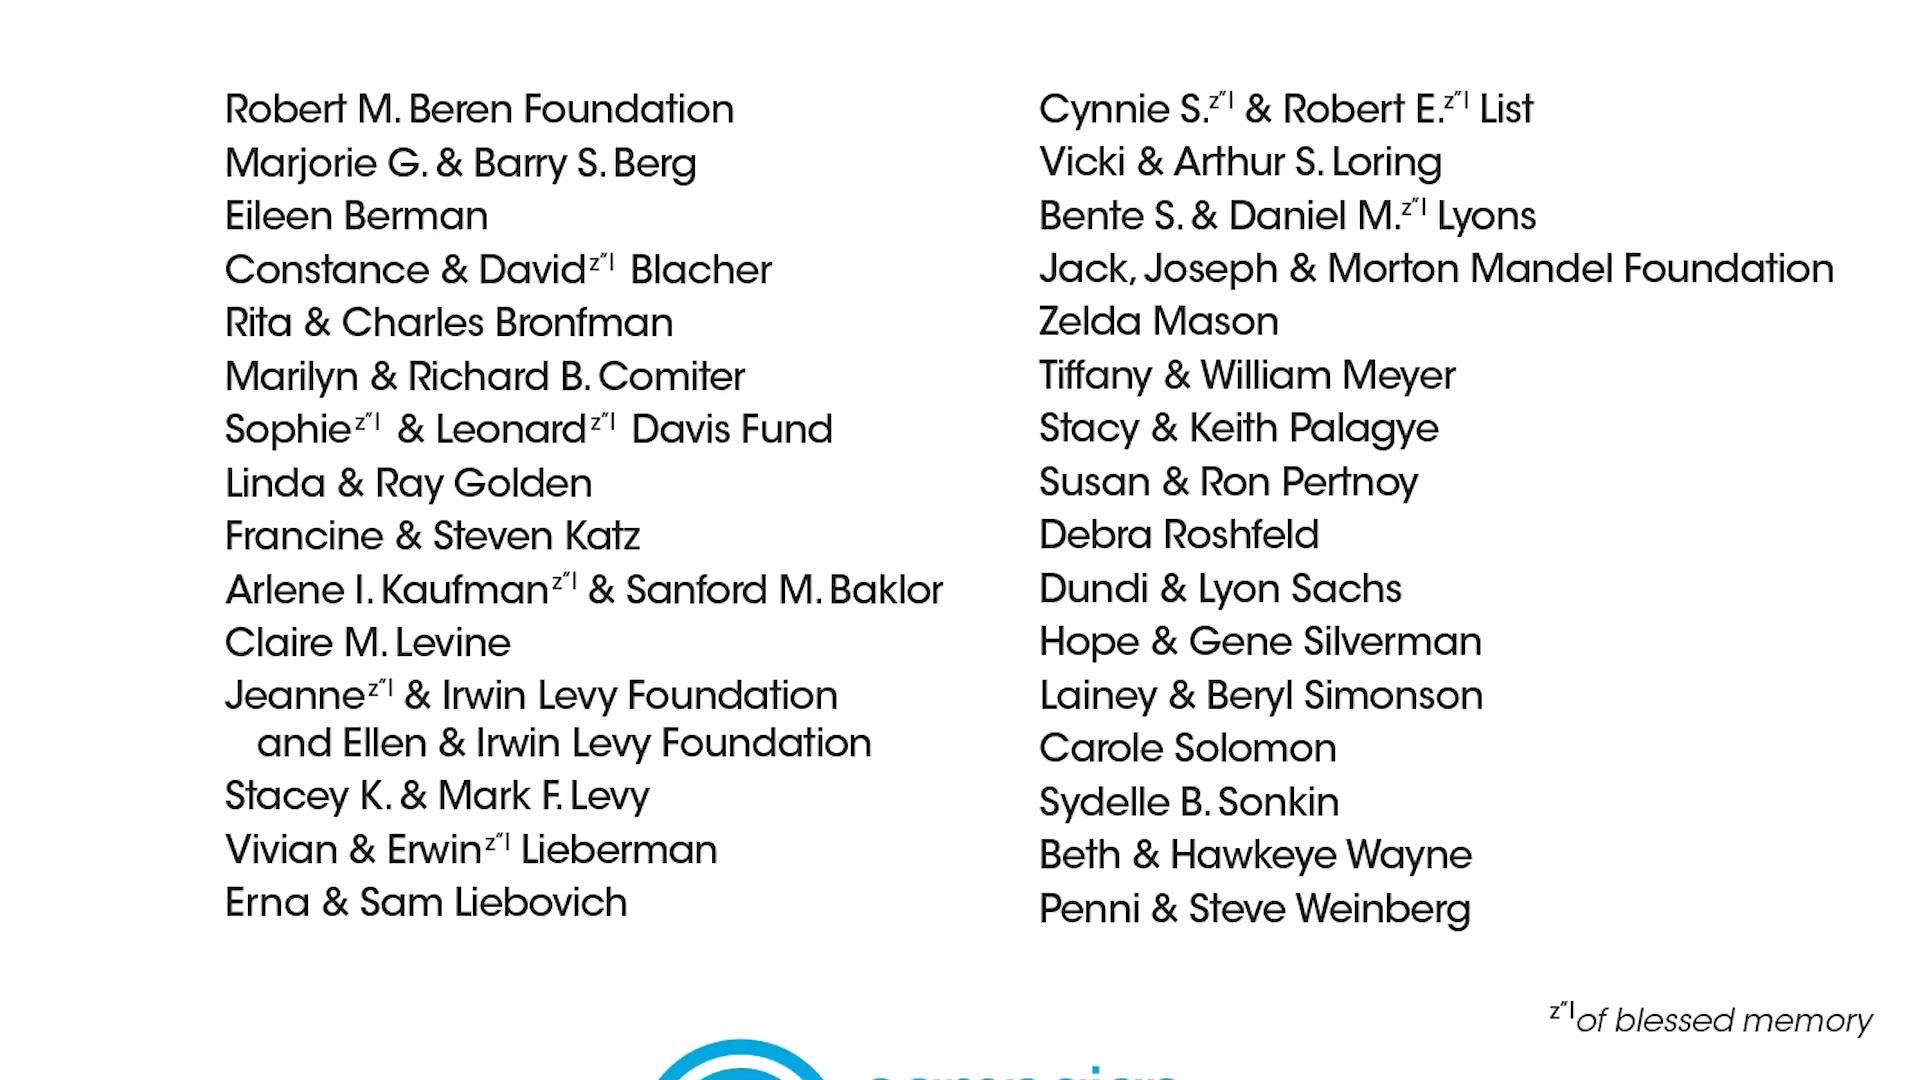 Robert M. Beren Foundation
Marjorie G. & Barry S. Berg
Eileen Berman
Constance & David z"l Blacher
Rita & Charles Bronfman
Marilyn & Richard B. Comiter
Sophie z"l & Leonard z"l Davis Fund
Linda & Ray Golden
Francine & Steven Katz
Arlene I. Kaufman z"l & Sanford M. Baklor
Claire M. Levine
Jeanne z"l & Irwin Levy Foundation
and Ellen & Irwin Levy Foundation
Stacey K. & Mark F. Levy
Vivian & Erwin z"l Lieberman
Erna & Sam Liebovich
Cynnie S. z"l & Robert E. z"l List
Vicki & Arthur S. Loring
Bente S. & Daniel M. z"l Lyons
Jack, Joseph & Morton Mandel Foundation
Zelda Mason
Tiffany & William Meyer
Stacy & Keith Palagye
Susan & Ron Pertnoy
Debra Roshfeld
Dundi & Lyon Sachs
Hope & Gene Silverman
Lainey & Beryl Simonson
Carole Solomon
Sydelle B. Sonkin
Beth & Hawkeye Wayne
Penni & Steve Weinberg
z"l of blessed memory